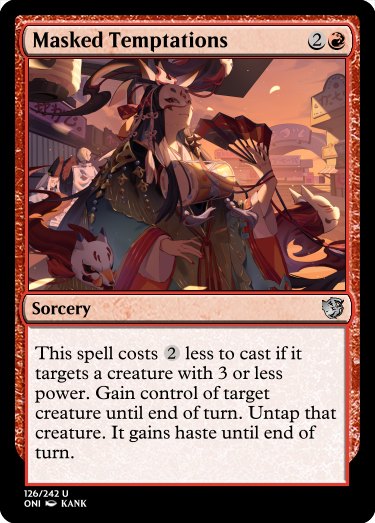 Masked Temptations 2
Sorcery
This spell costs 2 less to cast if it
targets a creature with 3 or less
power. Gain control of target
creature until end of turn. Untap that
creature. It gains haste until end of
turn.
126/242 U
ONI KANK